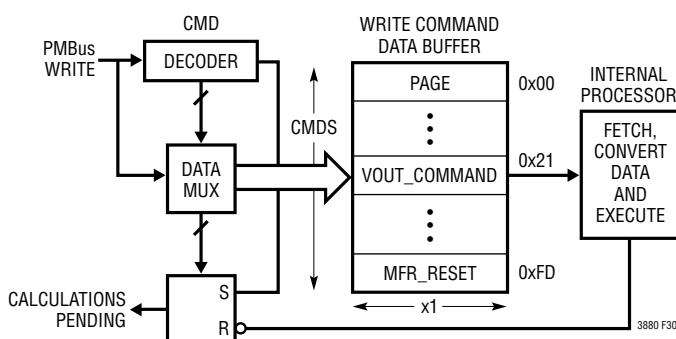 CMD
PMBus
WRITE
DECODER
WRITE COMMAND
DATA BUFFER
PAGE
0x00
INTERNAL
PROCESSOR
CMDS
DATA
MUX
VOUT_COMMAND
0x21
FETCH,
CONVERT
DATA
AND
EXECUTE
MFR_RESET
0xFD
S
CALCULATIONS
PENDING
R
x1
3880 F30